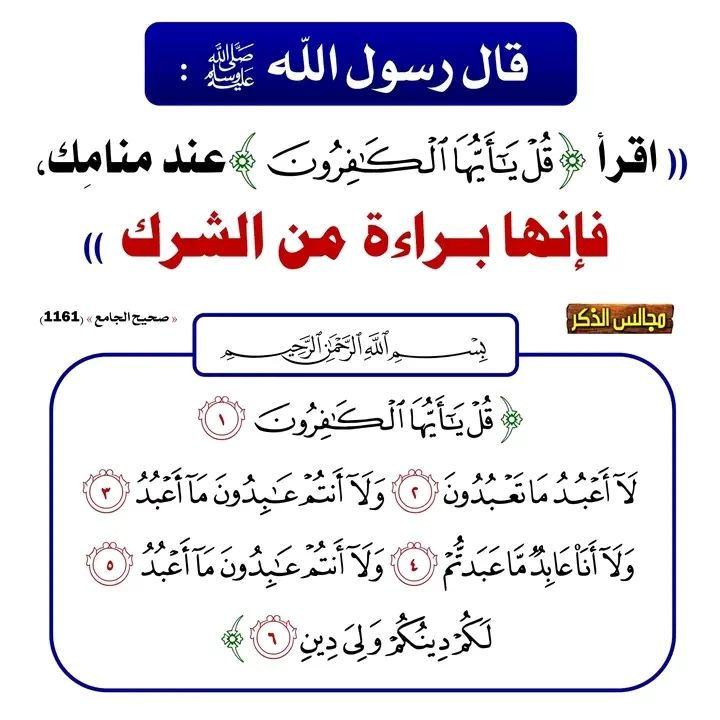 قال رسول الله ﷺ :
(( اقرأ ﴿ قُلْ يَٰٓأَيُّهَا ٱلْكَٰفِرُونَ ﴾ عند منامِك،
فإنها براءة من الشرك ))
« صحيح الجامع » (1161)
مجالس الذكر
بِسْمِ ٱللَّهِ ٱلرَّحْمَٰنِ ٱلرَّحِيمِ
﴿ قُلْ يَٰٓأَيُّهَا ٱلْكَٰفِرُونَ ١
لَآ أَعْبُدُ مَا تَعْبُدُونَ ٢ وَلَآ أَنتُمْ عَٰبِدُونَ مَآ أَعْبُدُ ٣
وَلَآ أَنَا۠ عَابِدٌ مَّا عَبَدتُّمْ ٤ وَلَآ أَنتُمْ عَٰبِدُونَ مَآ أَعْبُدُ ٥
لَكُمْ دِينُكُمْ وَلِىَ دِينِ ٦ ﴾